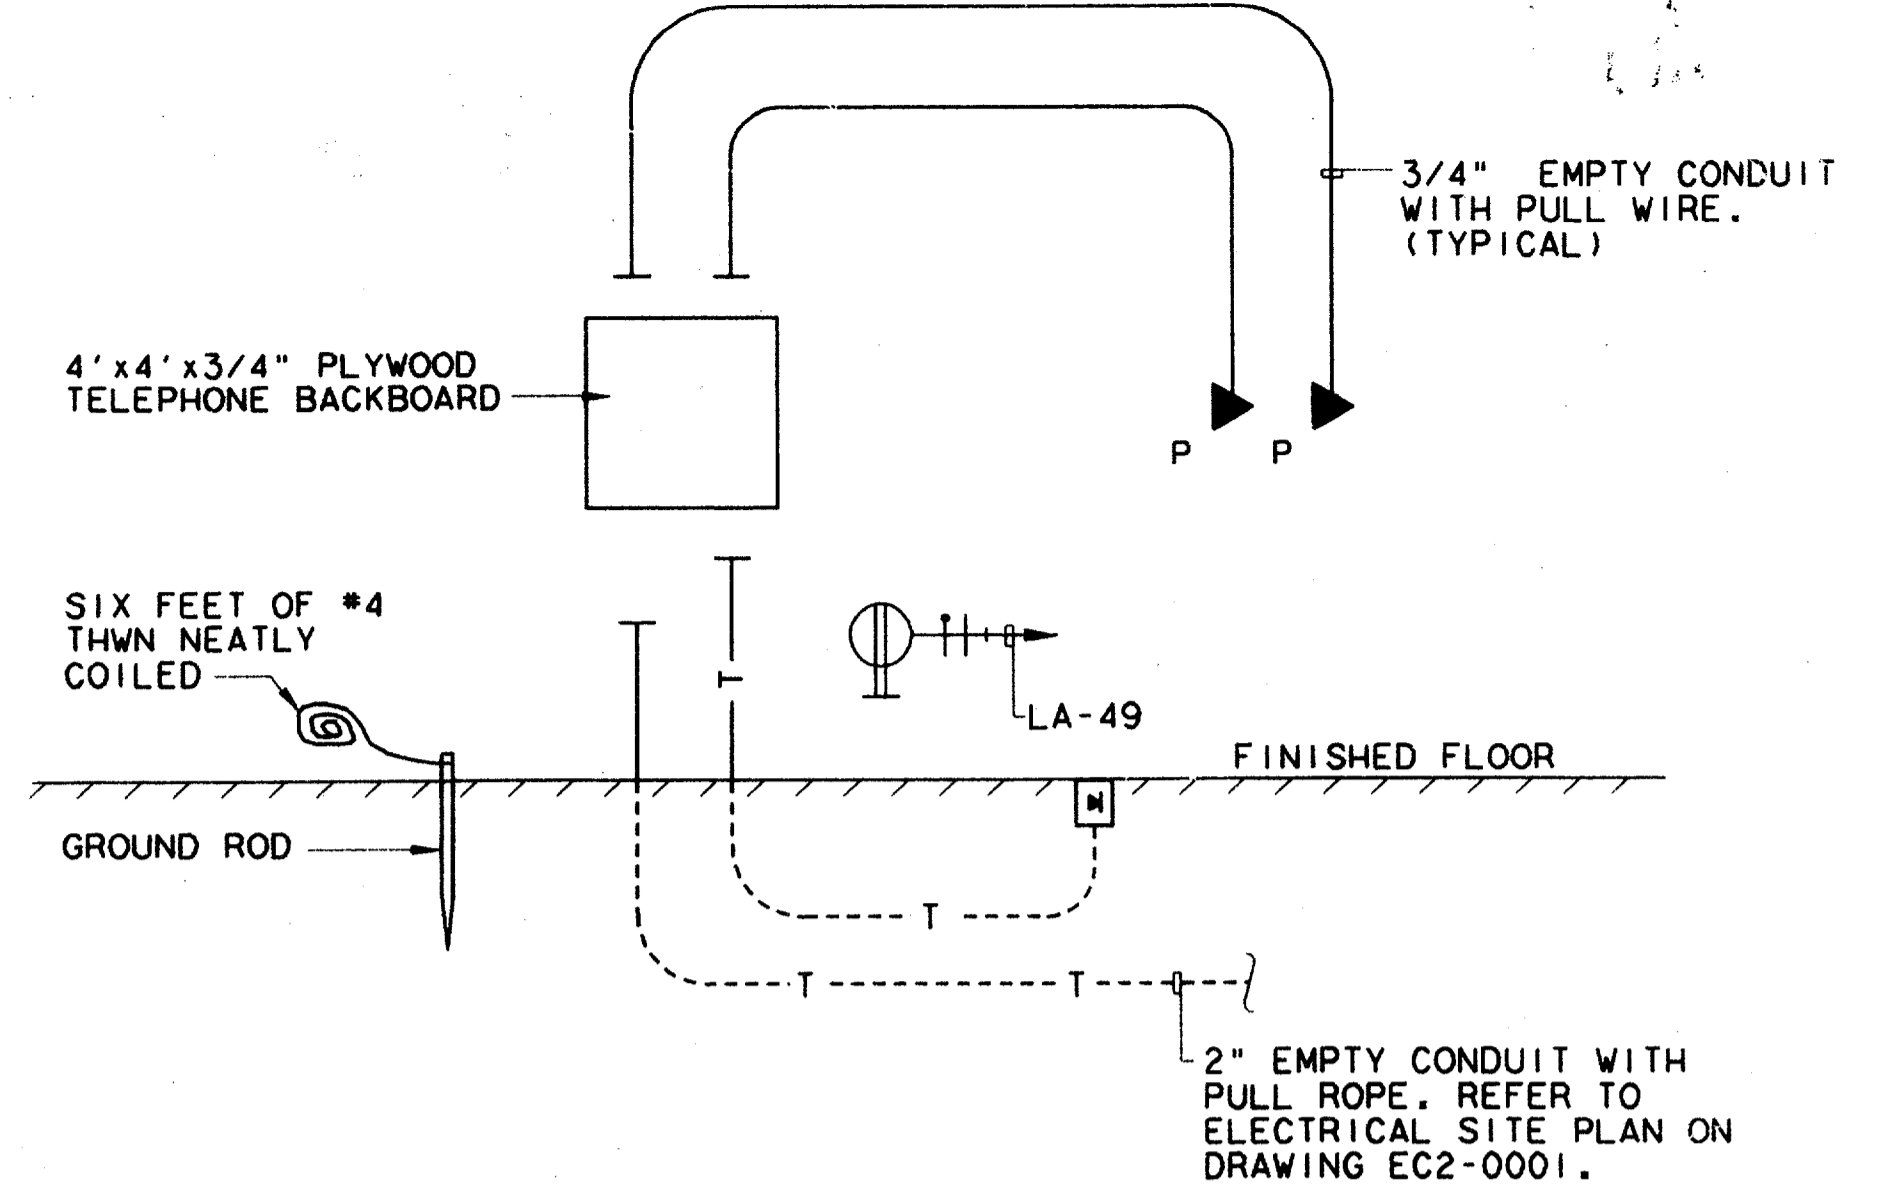 3/4" EMPTY CONDUIT
WITH PULL WIRE.
(TYPICAL)
4'x4'x3/4" PLYWOOD
TELEPHONE BACKBOARD
P P
SIX FEET OF #4
THWN NEATLY
COILED
T
LA-49
FINISHED FLOOR
GROUND ROD
T
T T
2" EMPTY CONDUIT WITH
PULL ROPE. REFER TO
ELECTRICAL SITE PLAN ON
DRAWING EC2-0001.